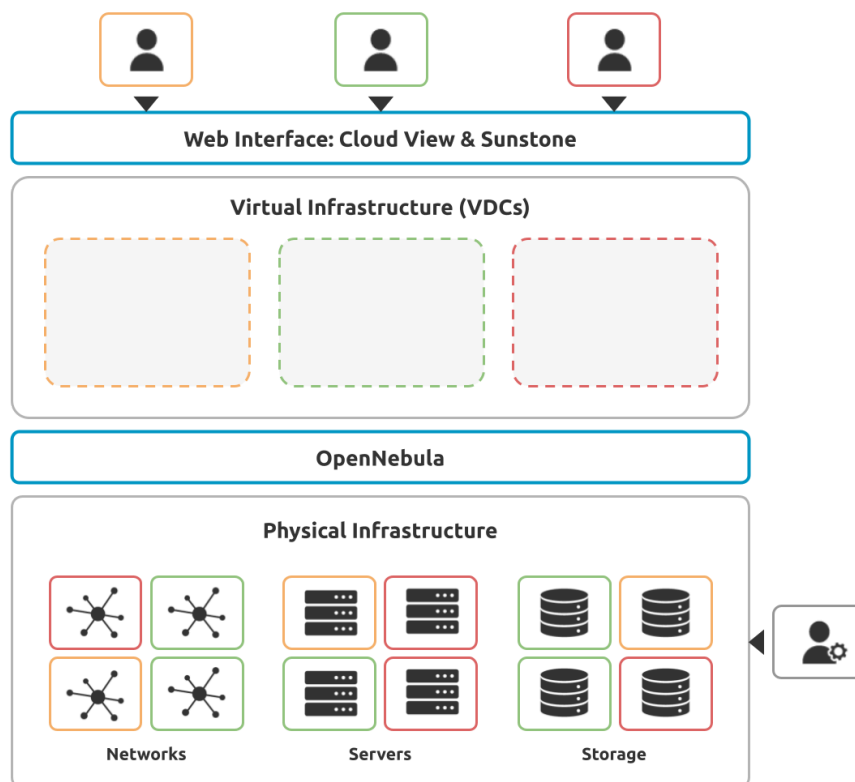 Web Interface: Cloud View & Sunstone
Virtual Infrastructure (VDCs)
OpenNebula
Physical Infrastructure
Networks
Servers
Storage